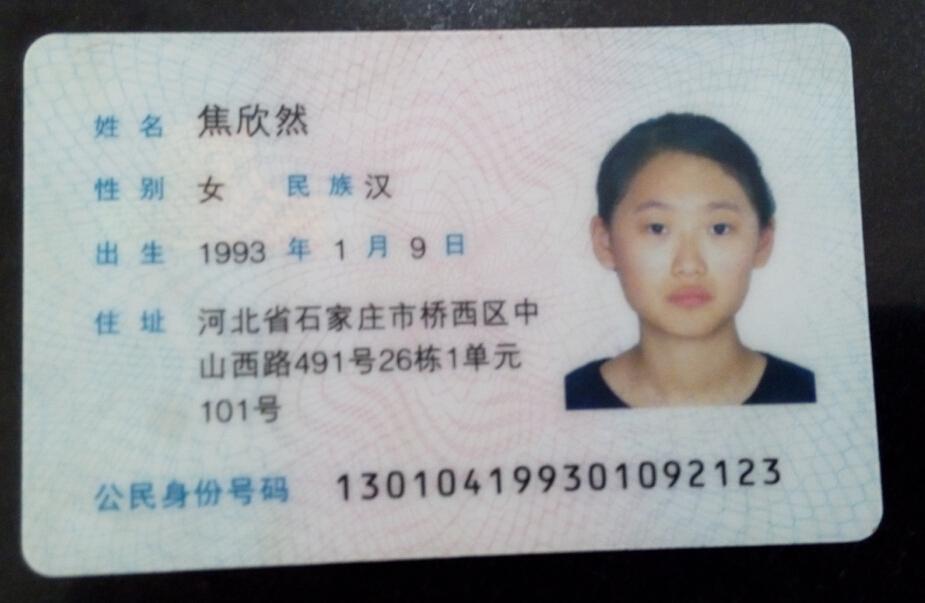 姓名 焦欣然
性别 女 民族 汉
出生 1993 年 1 月 9 日
住址 河北省石家庄市桥西区中
山西路491号26栋1单元
101号
公民身份号码 130104199301092123